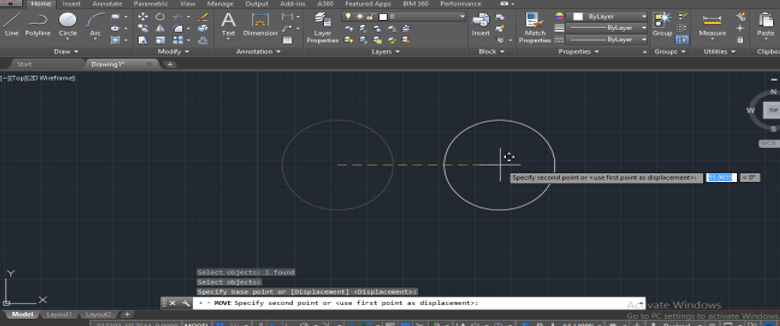 Home Insert Annotate Parametric View Manage Output Add-ins A360 Featured Apps BIM 360 Performance
Line Polyline Circle Arc Text Dimension Layer Properties Insert Match Properties ByLayer Group Measure Paste
ByLayer
ByLayer
Draw Modify Annotation Layers Block Properties Groups Utilities Clipbo
Start Drawing1* +
[−][Top][2D Wireframe]
N
W TOP
S
WCS
Specify second point or <use first point as displacement>: < 0°
Select objects: 1 found
Select objects:
Specify base point or [Displacement] <Displacement>:
MOVE Specify second point or <use first point as displacement>:
Y
X
Activate Windows
Go to PC settings to activate Windows
Model Layout1 Layout2 +
MODEL